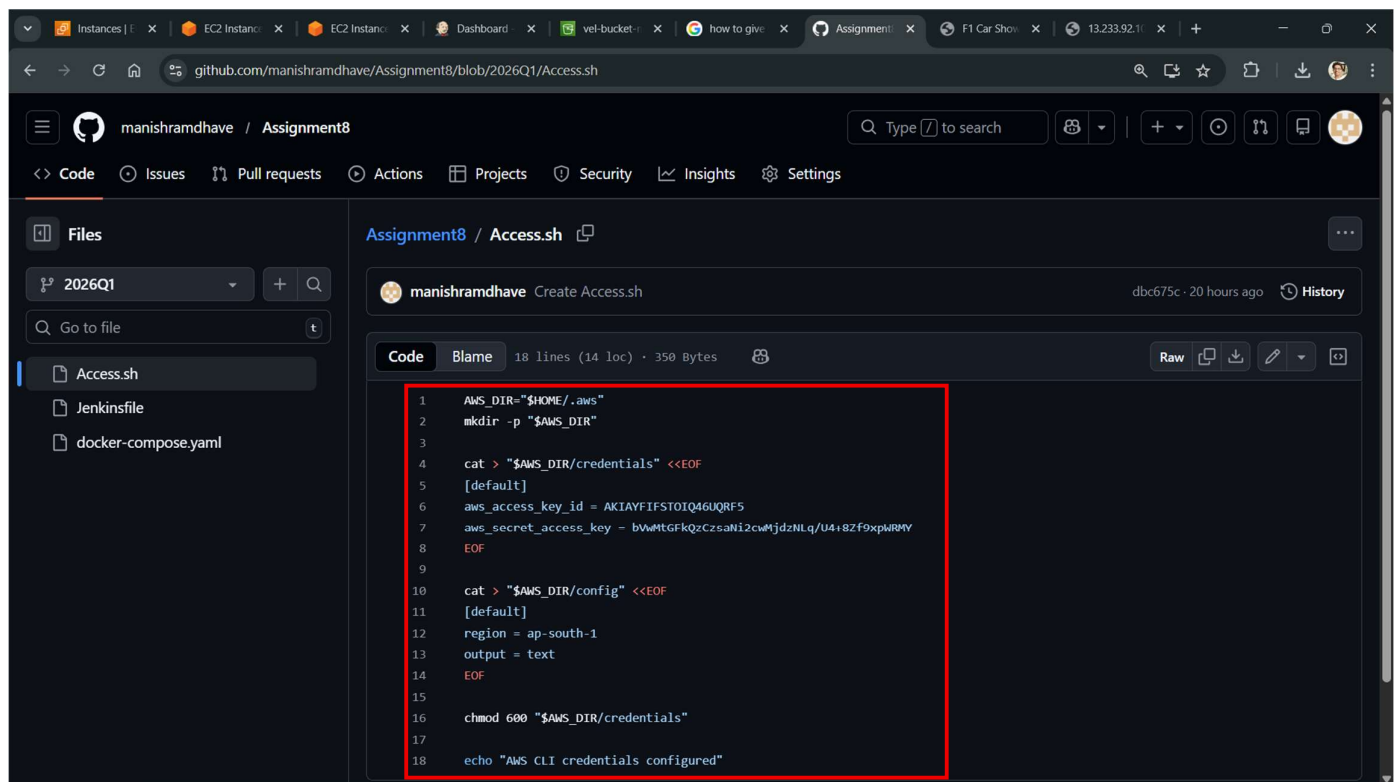 Instances | E
EC2 Instance
EC2 Instanc
Dashboard
vel-bucket-n
how to give
Assignment
F1 Car Show
13.233.92.1
github.com/manishramdhave/Assignment8/blob/2026Q1/Access.sh
manishramdhave / Assignment8
Type / to search
Code Issues Pull requests Actions Projects Security Insights Settings
Files
2026Q1
Go to file t
Access.sh
Jenkinsfile
docker-compose.yaml
Assignment8 / Access.sh
manishramdhave Create Access.sh
dbc675c · 20 hours ago History
Code Blame 18 lines (14 loc) · 350 Bytes
Raw
1 AWS_DIR="$HOME/.aws"
2 mkdir -p "$AWS_DIR"
3
4 cat > "$AWS_DIR/credentials" <<EOF
5 [default]
6 aws_access_key_id = AKIAYFIFSTOIQ46UQRF5
7 aws_secret_access_key = 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
8 EOF
9
10 cat > "$AWS_DIR/config" <<EOF
11 [default]
12 region = ap-south-1
13 output = text
14 EOF
15
16 chmod 600 "$AWS_DIR/credentials"
17
18 echo "AWS CLI credentials configured"